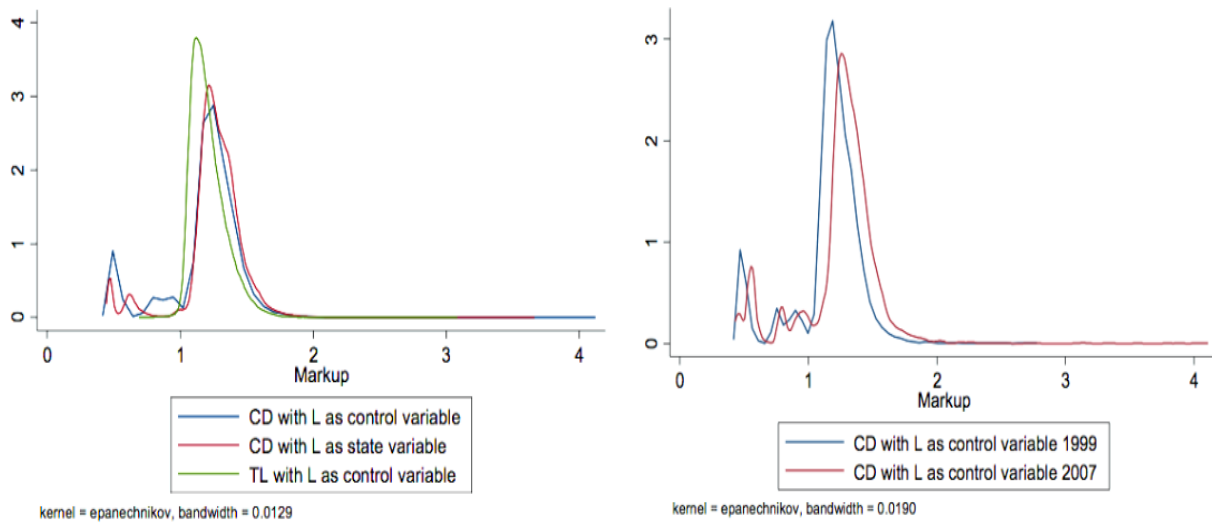 4
3
2
1
0
0 1 2 3 4
Markup
CD with L as control variable
CD with L as state variable
TL with L as control variable
kernel = epanechnikov, bandwidth = 0.0129
3
2
1
0
0 1 2 3 4
Markup
CD with L as control variable 1999
CD with L as control variable 2007
kernel = epanechnikov, bandwidth = 0.0190